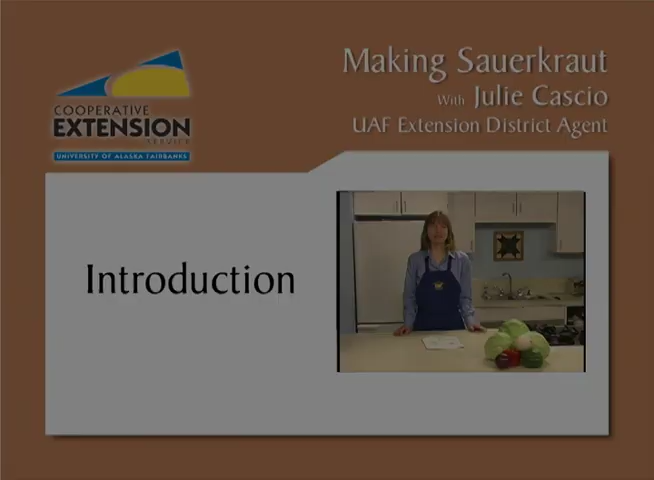 Making Sauerkraut
With Julie Cascio
UAF Extension District Agent
COOPERATIVE
EXTENSION
SERVICE
UNIVERSITY OF ALASKA FAIRBANKS
Introduction